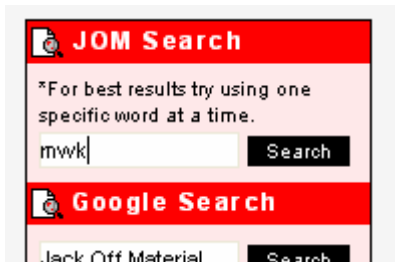 JOM Search
*For best results try using one
specific word at a time.
mwk Search
Google Search
Jack Off Material Search